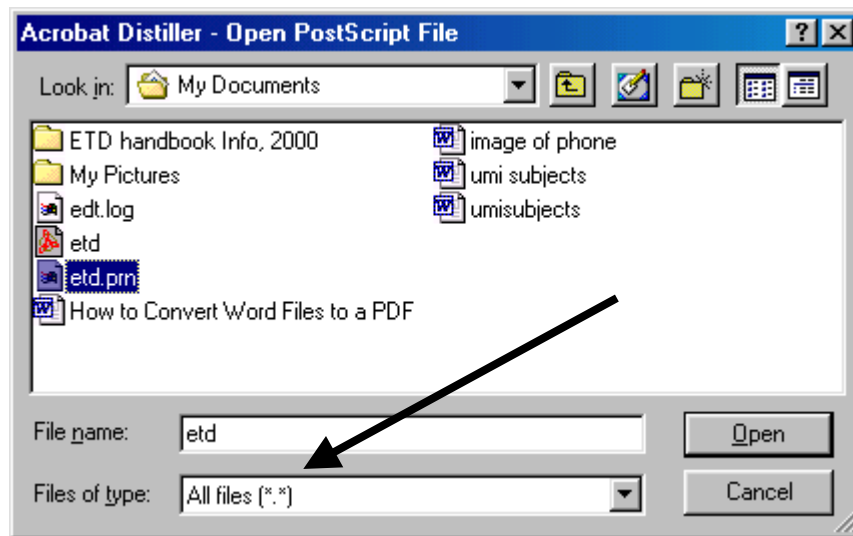 Acrobat Distiller - Open PostScript File
Look in: My Documents
ETD handbook Info, 2000
My Pictures
edt.log
etd
etd.prn
How to Convert Word Files to a PDF
image of phone
umi subjects
umisubjects
File name: etd
Open
Files of type: All files (*.*)
Cancel